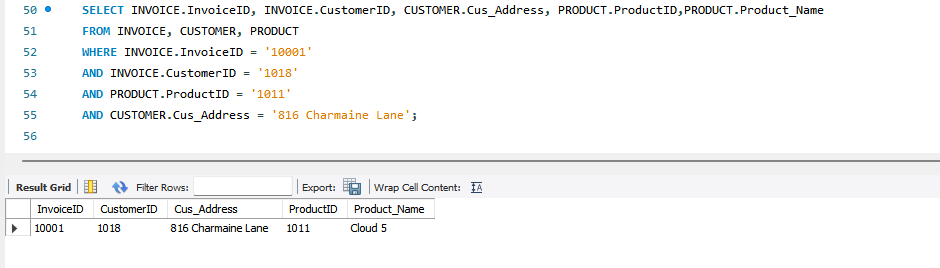 50 SELECT INVOICE.InvoiceID, INVOICE.CustomerID, CUSTOMER.Cus_Address, PRODUCT.ProductID,PRODUCT.Product_Name
51 FROM INVOICE, CUSTOMER, PRODUCT
52 WHERE INVOICE.InvoiceID = '10001'
53 AND INVOICE.CustomerID = '1018'
54 AND PRODUCT.ProductID = '1011'
55 AND CUSTOMER.Cus_Address = '816 Charmaine Lane';
56
Result Grid Filter Rows: Export: Wrap Cell Content: IA
InvoiceID CustomerID Cus_Address ProductID Product_Name
10001 1018 816 Charmaine Lane 1011 Cloud 5